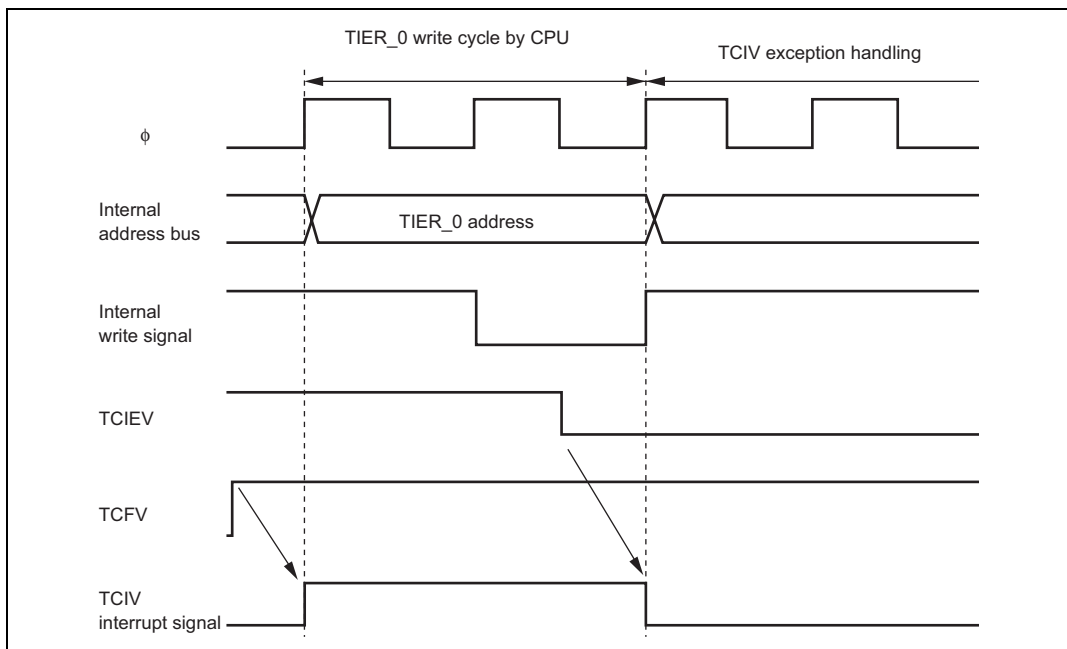 TIER_0 write cycle by CPU
TCIV exception handling
ϕ
Internal
address bus
TIER_0 address
Internal
write signal
TCIEV
TCFV
TCIV
interrupt signal